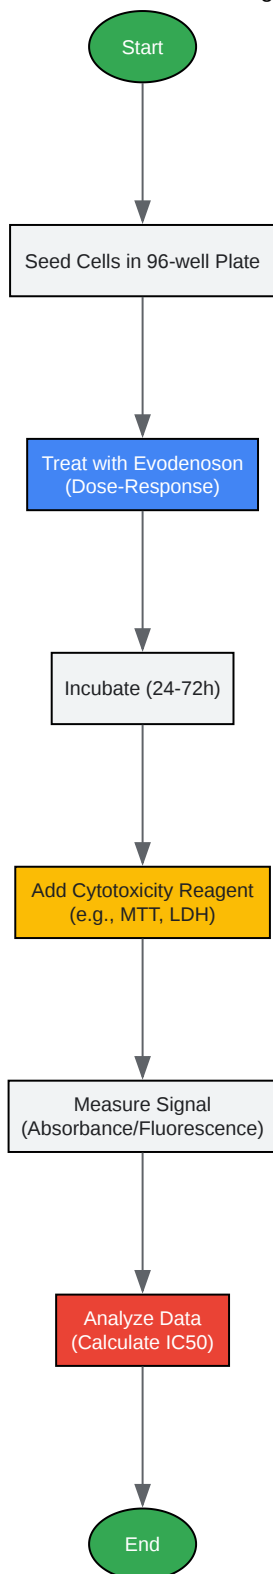 Start
Seed Cells in 96-well Plate
Treat with Evodenoson
(Dose-Response)
Incubate (24-72h)
Add Cytotoxicity Reagent
(e.g., MTT, LDH)
Measure Signal
(Absorbance/Fluorescence)
Analyze Data
(Calculate IC50)
End